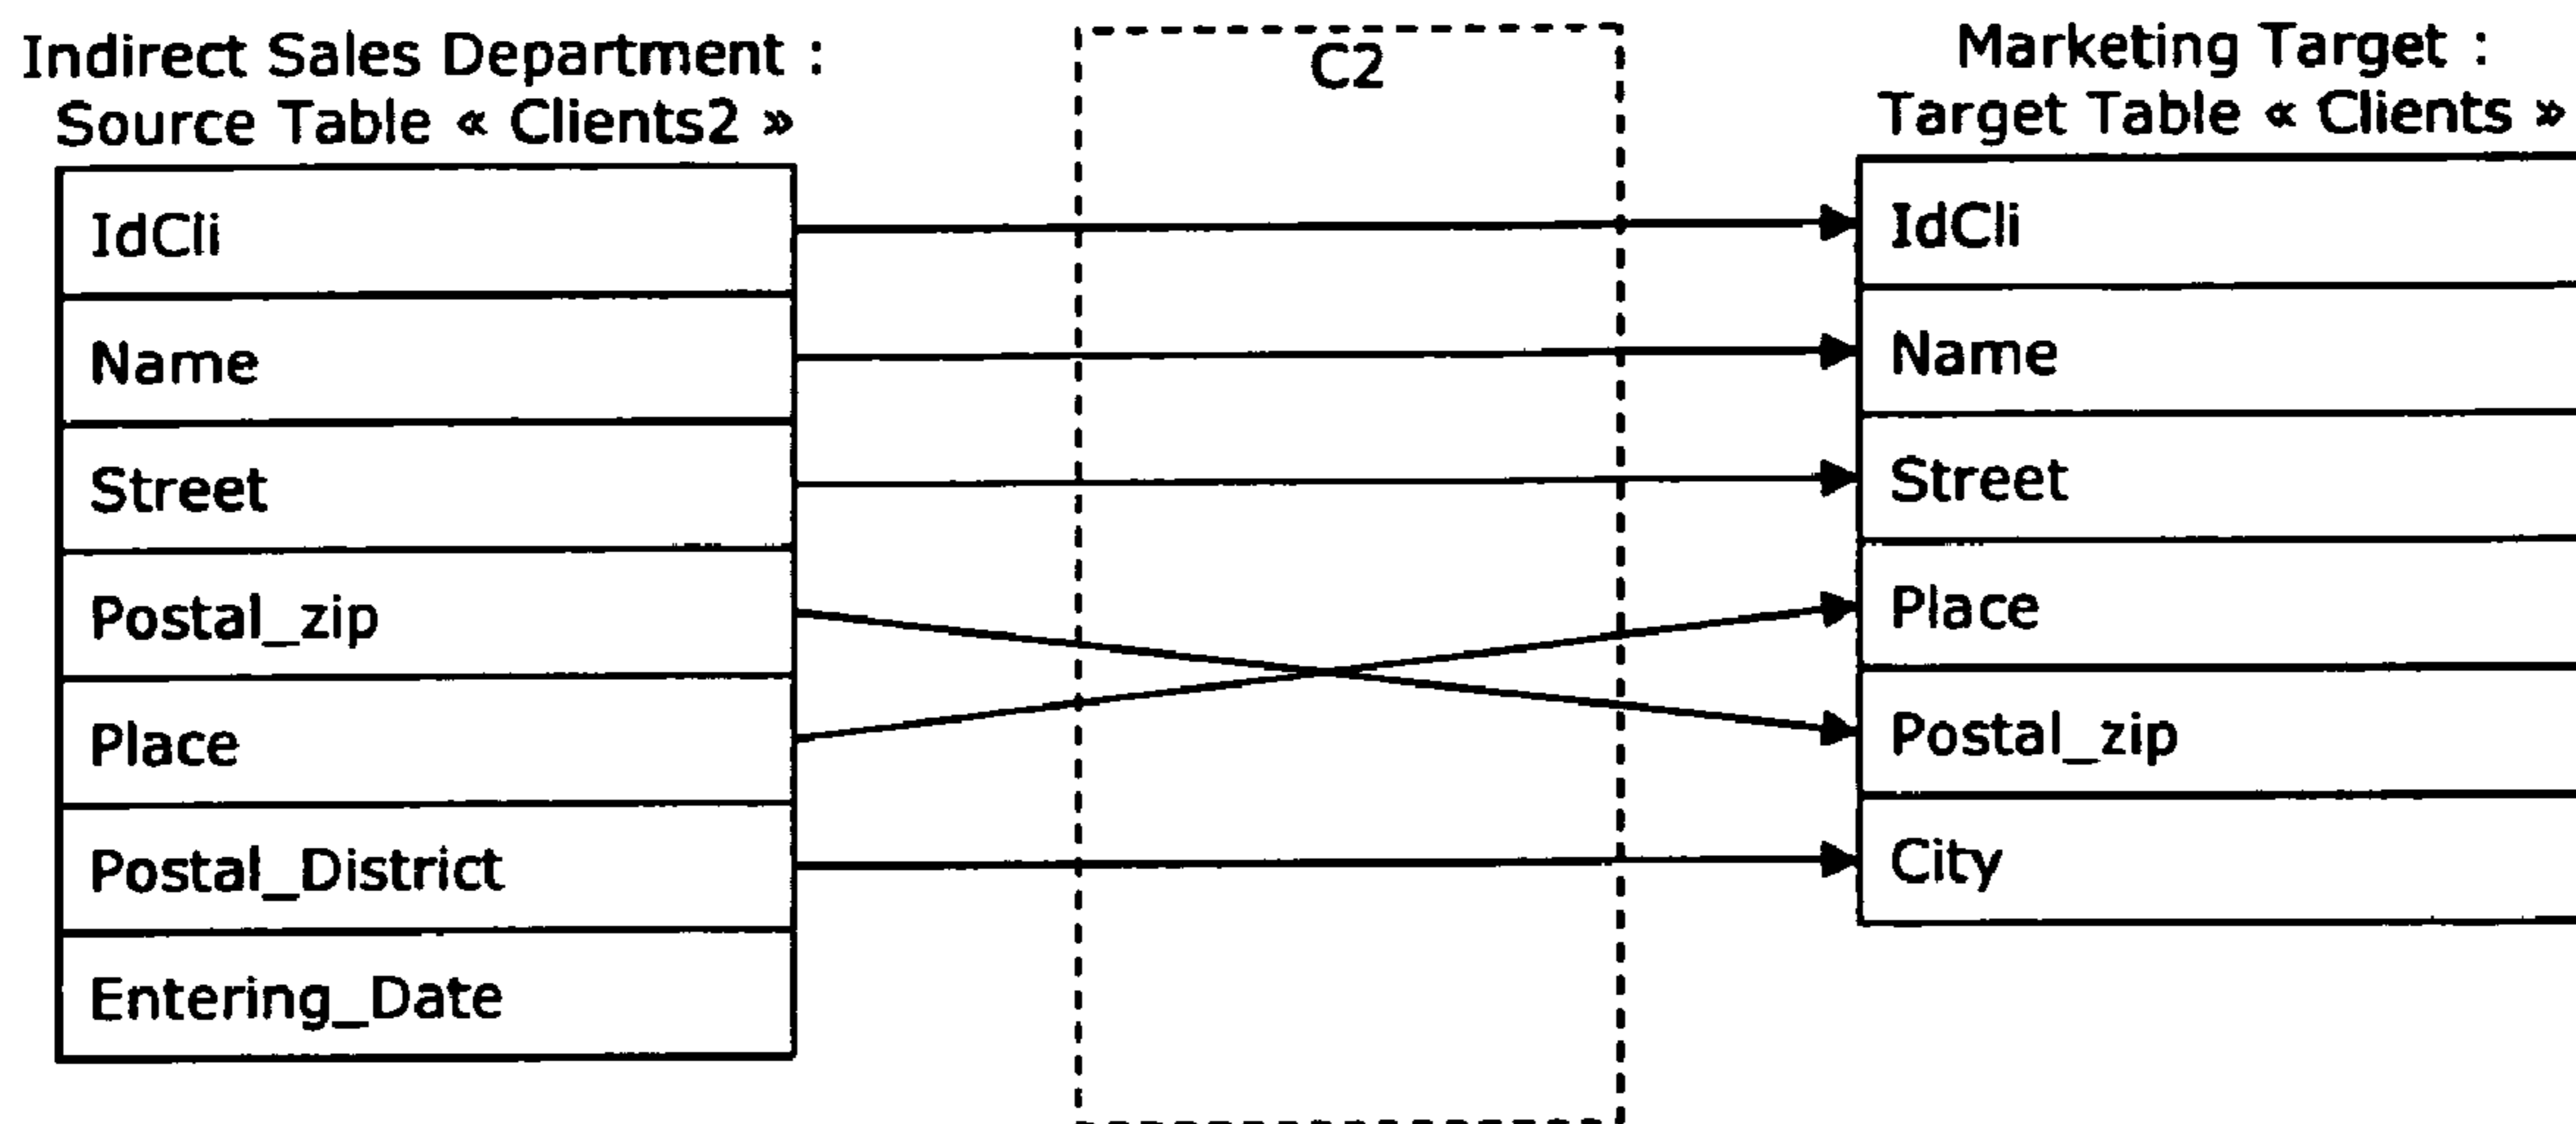 Indirect Sales Department :
Source Table « Clients2 »
IdCli
Name
Street
Postal_zip
Place
Postal_District
Entering_Date
C2
Marketing Target :
Target Table « Clients »
IdCli
Name
Street
Place
Postal_zip
City